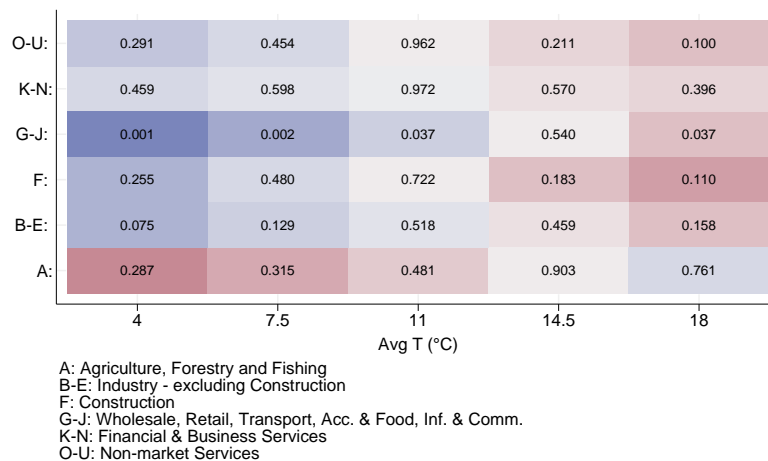 O-U: 0.291 0.454 0.962 0.211 0.100
K-N: 0.459 0.598 0.972 0.570 0.396
G-J: 0.001 0.002 0.037 0.540 0.037
F: 0.255 0.480 0.722 0.183 0.110
B-E: 0.075 0.129 0.518 0.459 0.158
A: 0.287 0.315 0.481 0.903 0.761
4 7.5 11 14.5 18
Avg T (°C)
A: Agriculture, Forestry and Fishing
B-E: Industry - excluding Construction
F: Construction
G-J: Wholesale, Retail, Transport, Acc. & Food, Inf. & Comm.
K-N: Financial & Business Services
O-U: Non-market Services